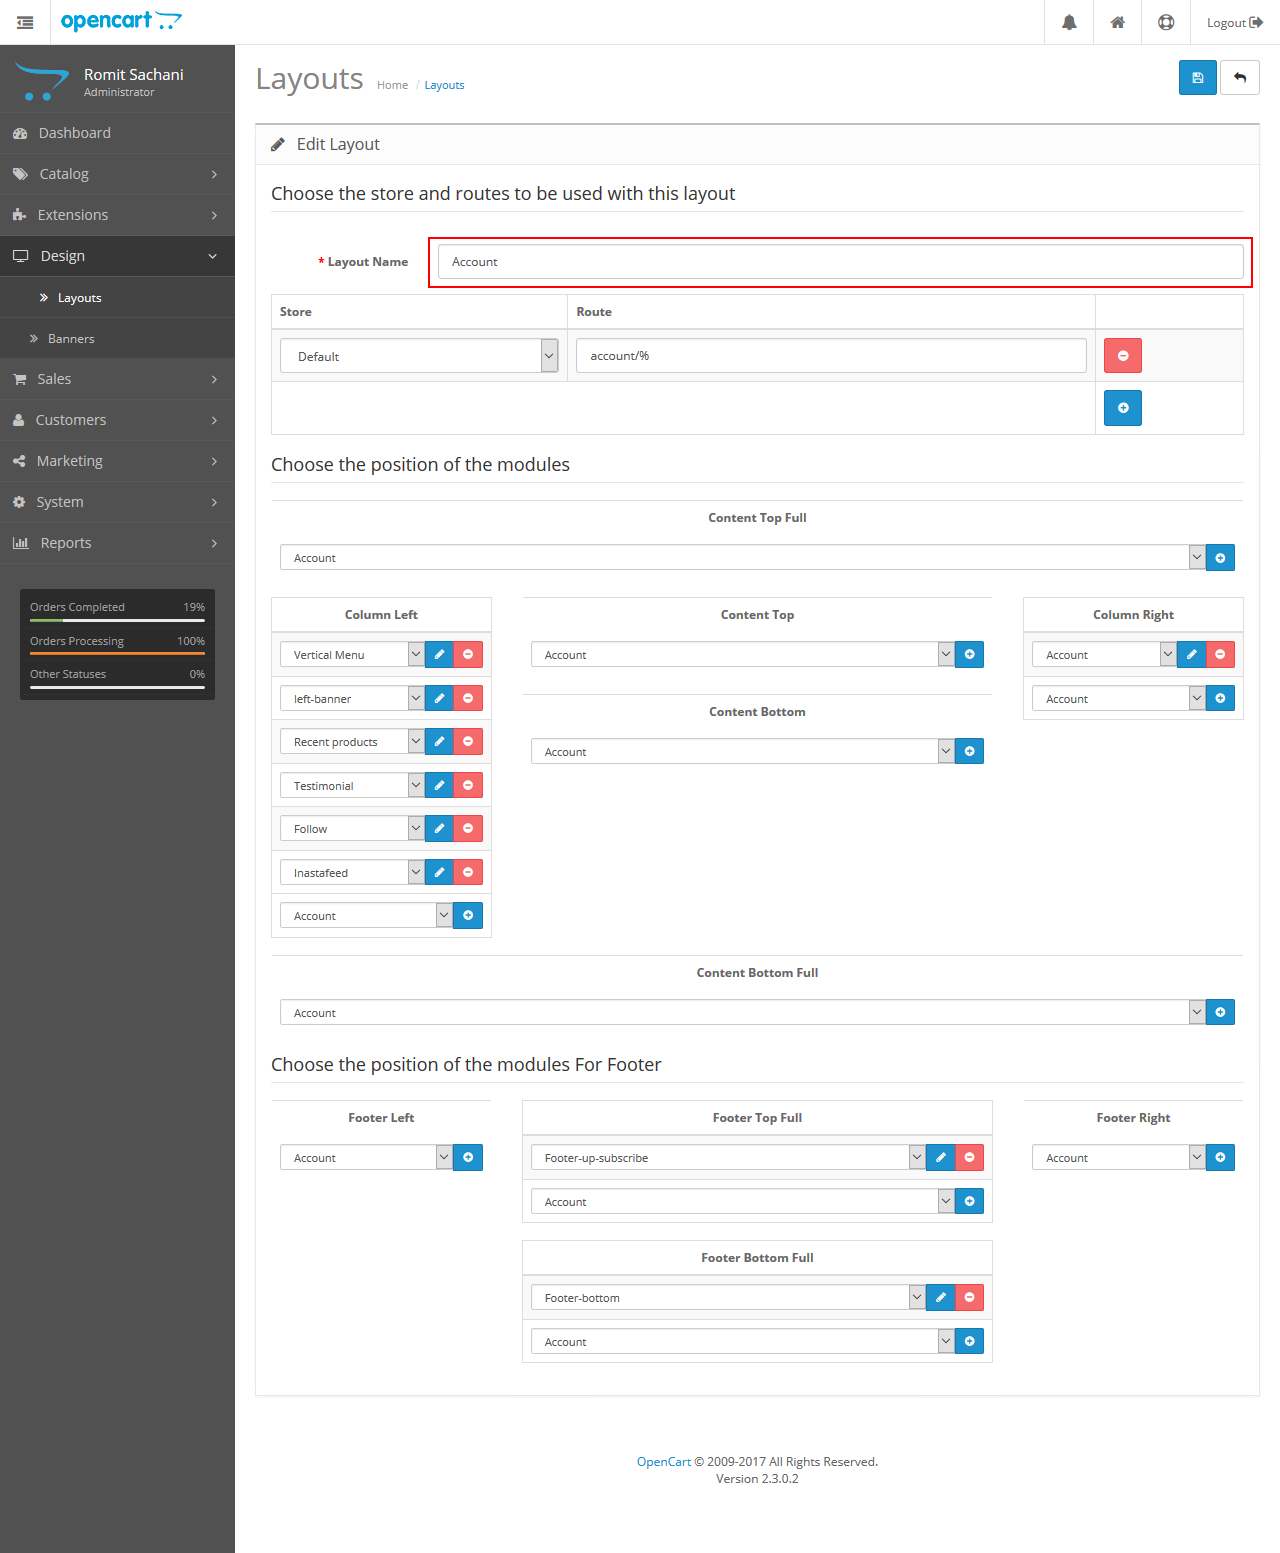 opencart
Logout
Romit Sachani
Administrator
Dashboard
Catalog
Extensions
Design
Layouts
Banners
Sales
Customers
Marketing
System
Reports
Orders Completed 19%
Orders Processing 100%
Other Statuses 0%
Layouts Home / Layouts
Edit Layout
Choose the store and routes to be used with this layout
* Layout Name Account
Store Route
Default account/%
Choose the position of the modules
Content Top Full
Account
Column Left
Vertical Menu
left-banner
Recent products
Testimonial
Follow
Inastafeed
Account
Content Top
Account
Content Bottom
Account
Column Right
Account
Account
Content Bottom Full
Account
Choose the position of the modules For Footer
Footer Left
Account
Footer Top Full
Footer-up-subscribe
Account
Footer Bottom Full
Footer-bottom
Account
Footer Right
Account
OpenCart © 2009-2017 All Rights Reserved.
Version 2.3.0.2